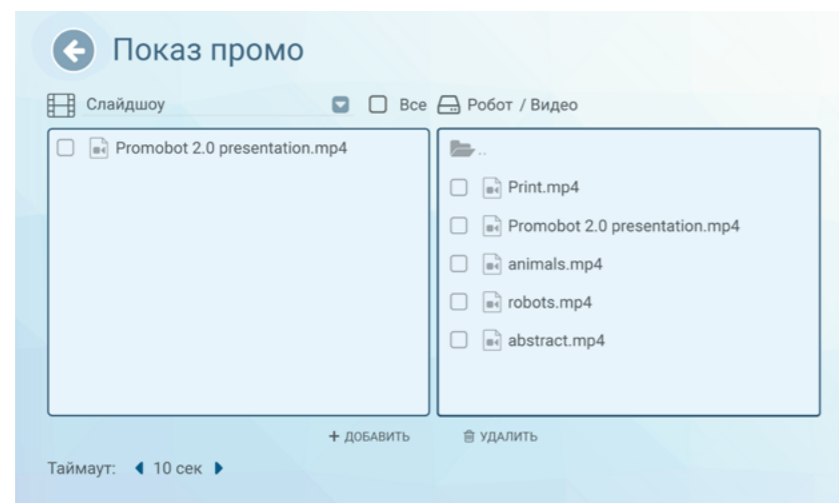 Показ промо
Слайдшоу Все Робот / Видео
Promobot 2.0 presentation.mp4
..
Print.mp4
Promobot 2.0 presentation.mp4
animals.mp4
robots.mp4
abstract.mp4
+ ДОБАВИТЬ УДАЛИТЬ
Таймаут: 10 сек